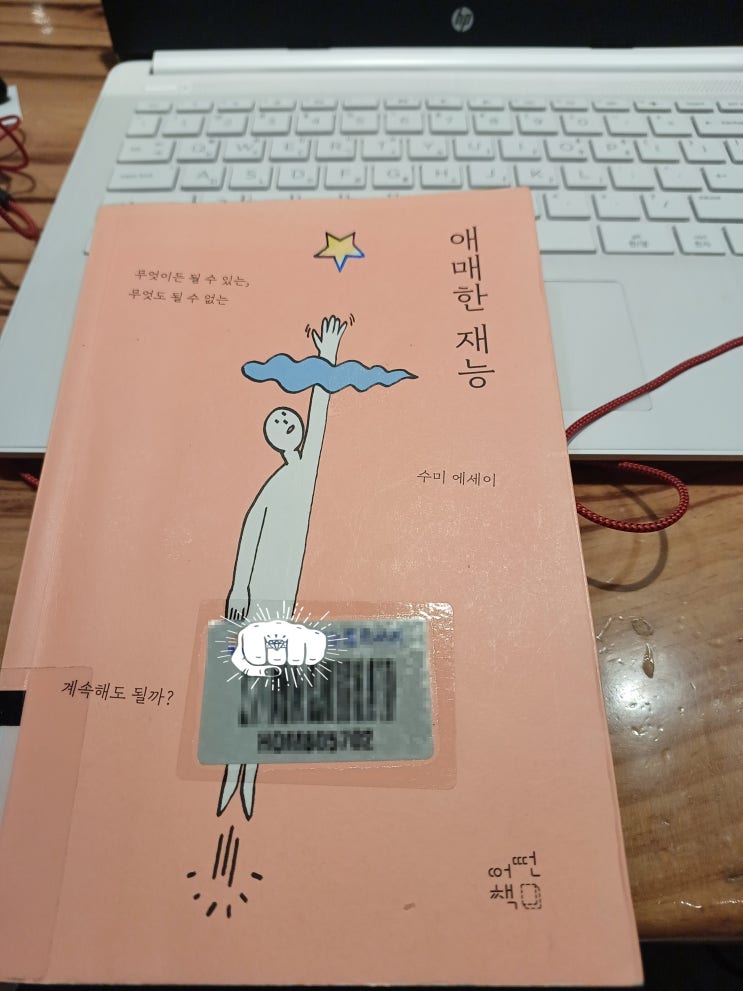 hp
무엇이든 될 수 있는,
무엇도 될 수 없는
애매한 재능
수미 에세이
계속해도 될까?
어떤
책